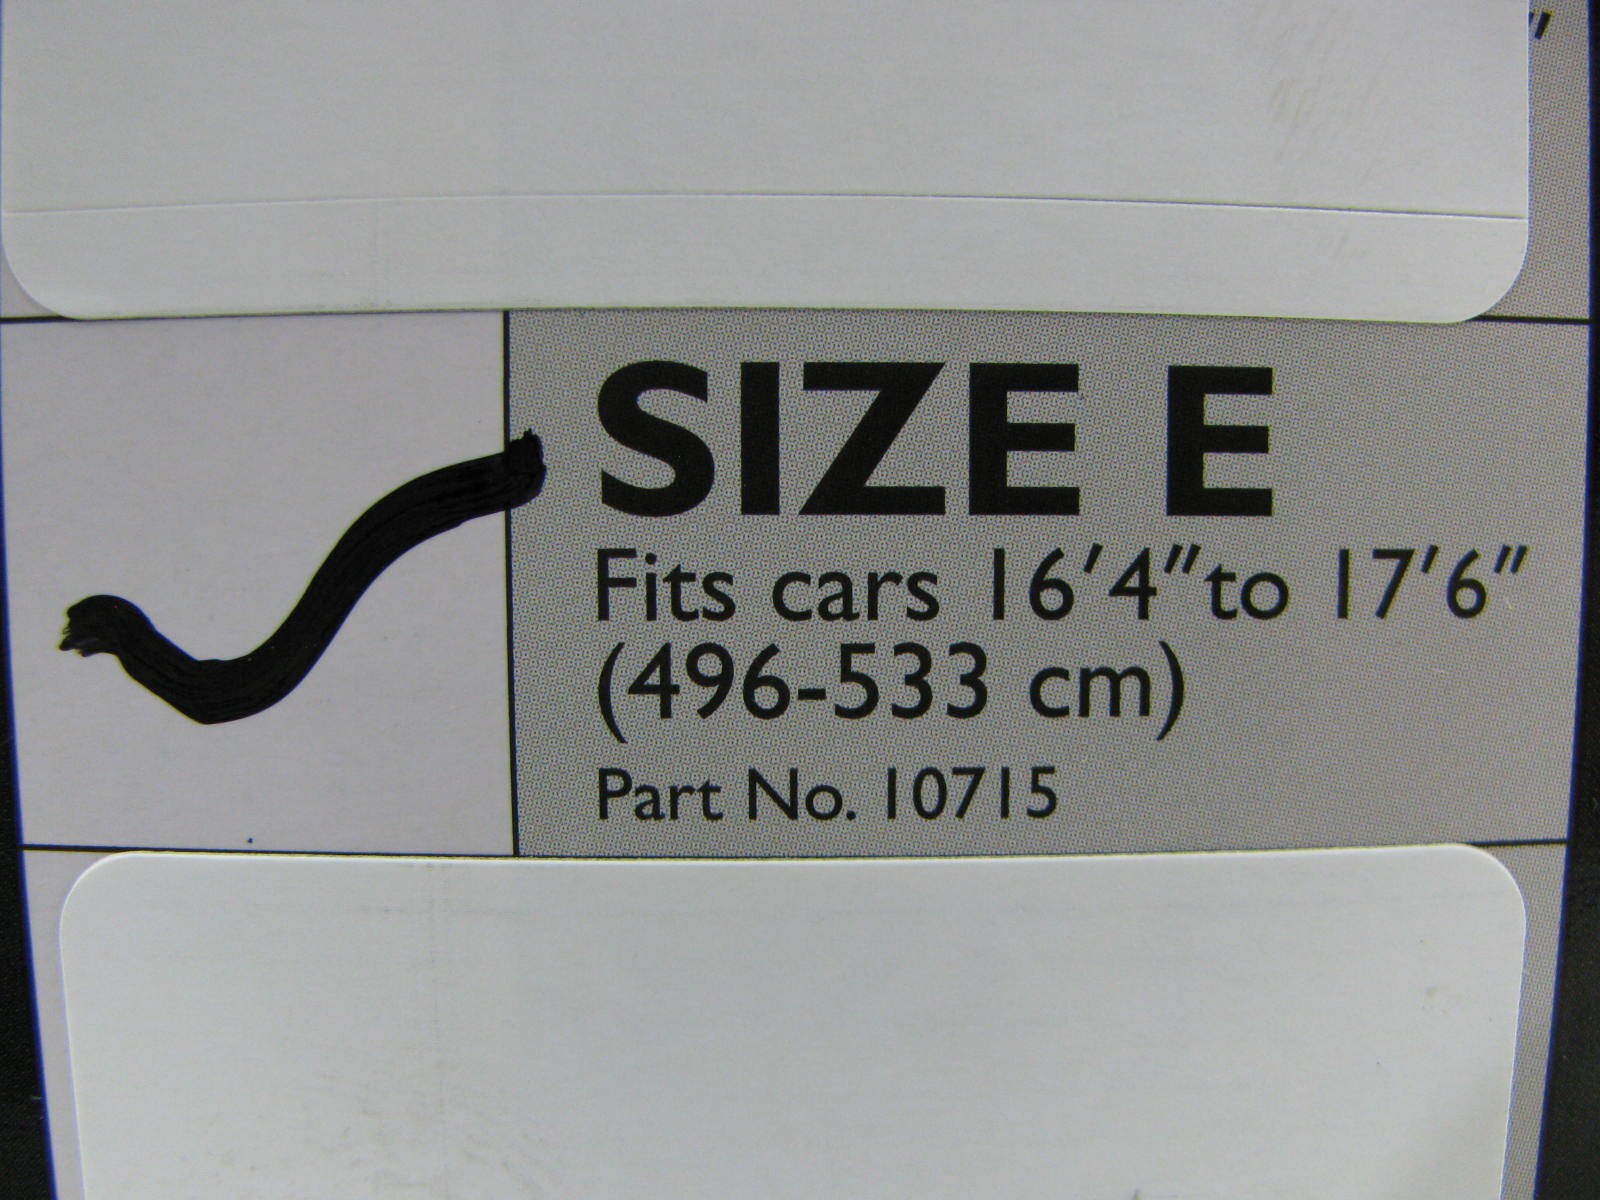 "
SIZE E
Fits cars 16'4" to 17'6"
(496-533 cm)
Part No. 10715